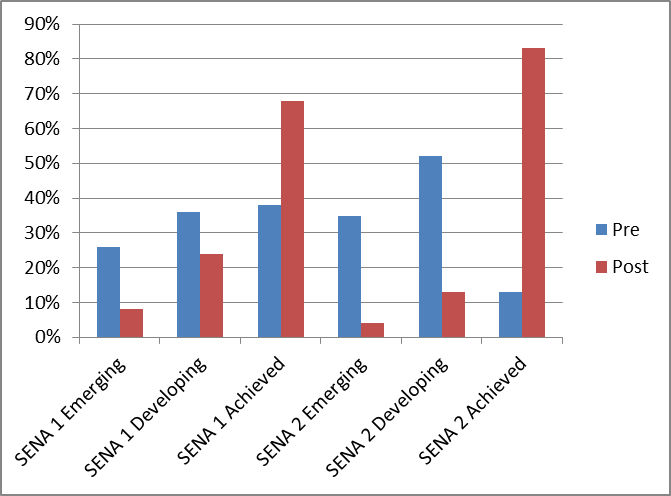 90%
80%
70%
60%
50%
40%
30%
20%
10%
0%
SENA 1 Emerging
SENA 1 Developing
SENA 1 Achieved
SENA 2 Emerging
SENA 2 Developing
SENA 2 Achieved
Pre
Post